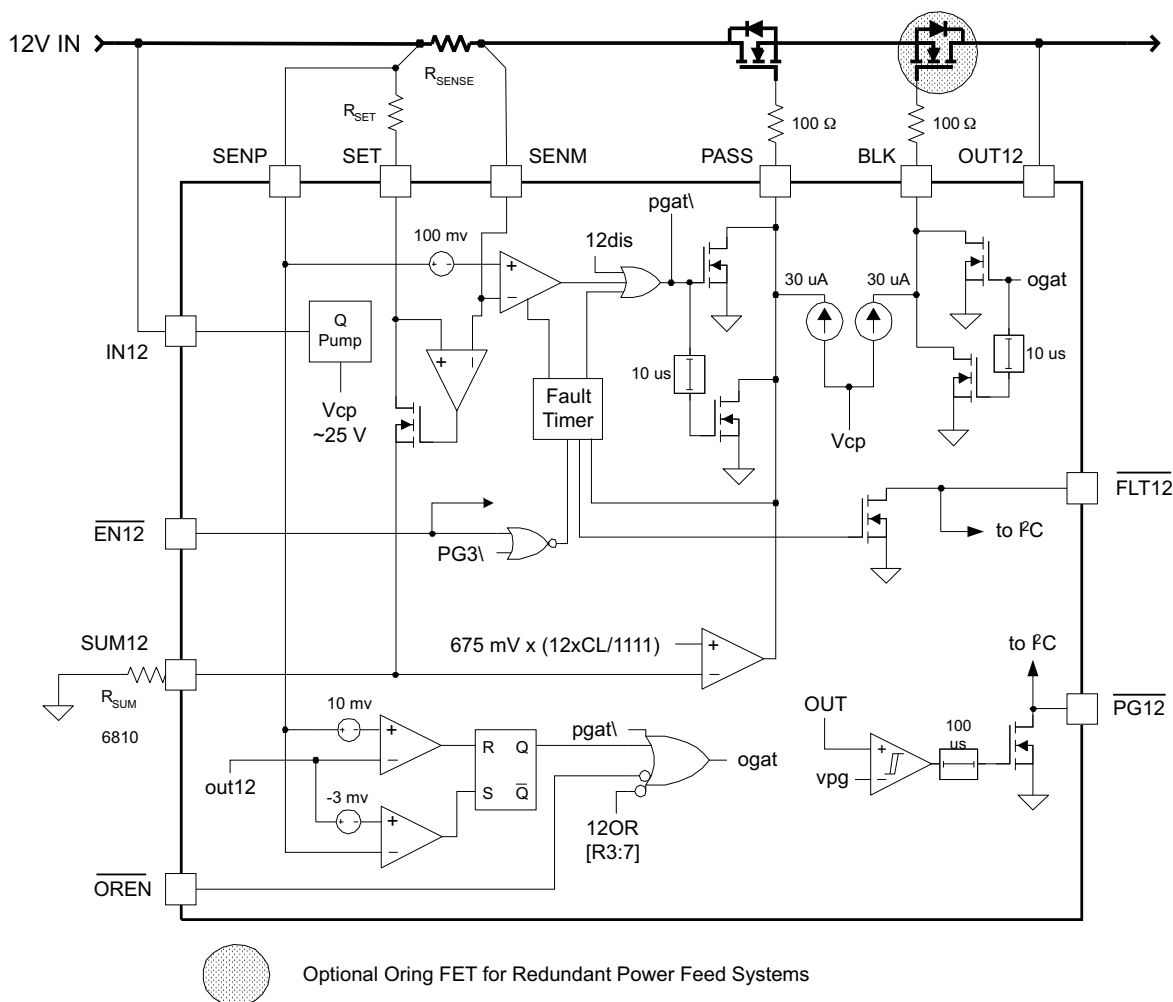 12V IN
R_SENSE
R_SET
100 Ω
100 Ω
SENP
SET
SENM
PASS
BLK
OUT12
pgat\
100 mv
12dis
+ -
+
−
30 uA
30 uA
ogat
IN12
Q
Pump
+
−
10 us
10 us
Vcp
~25 V
Fault
Timer
Vcp
FLT12
EN12
PG3\
to I²C
SUM12
675 mV x (12xCL/1111)
+
−
to I²C
R_SUM
6810
10 mv
+ -
+
−
pgat\
OUT
100
us
PG12
R
Q
ogat
+
−
vpg
out12
S
Q
-3 mv
+ -
+
−
12OR
[R3:7]
OREN
Optional Oring FET for Redundant Power Feed Systems